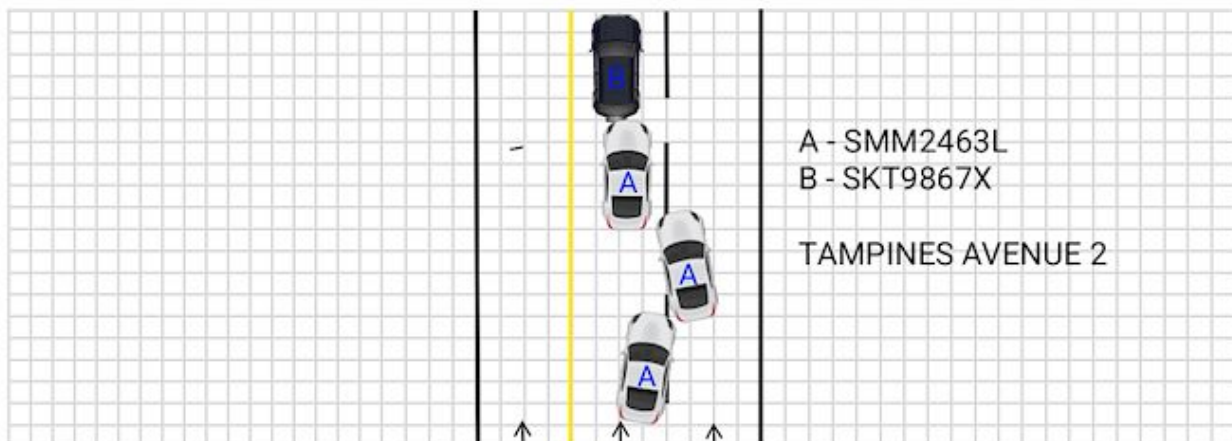 B
A - SMM2463L
B - SKT9867X
A
TAMPINES AVENUE 2
A
A